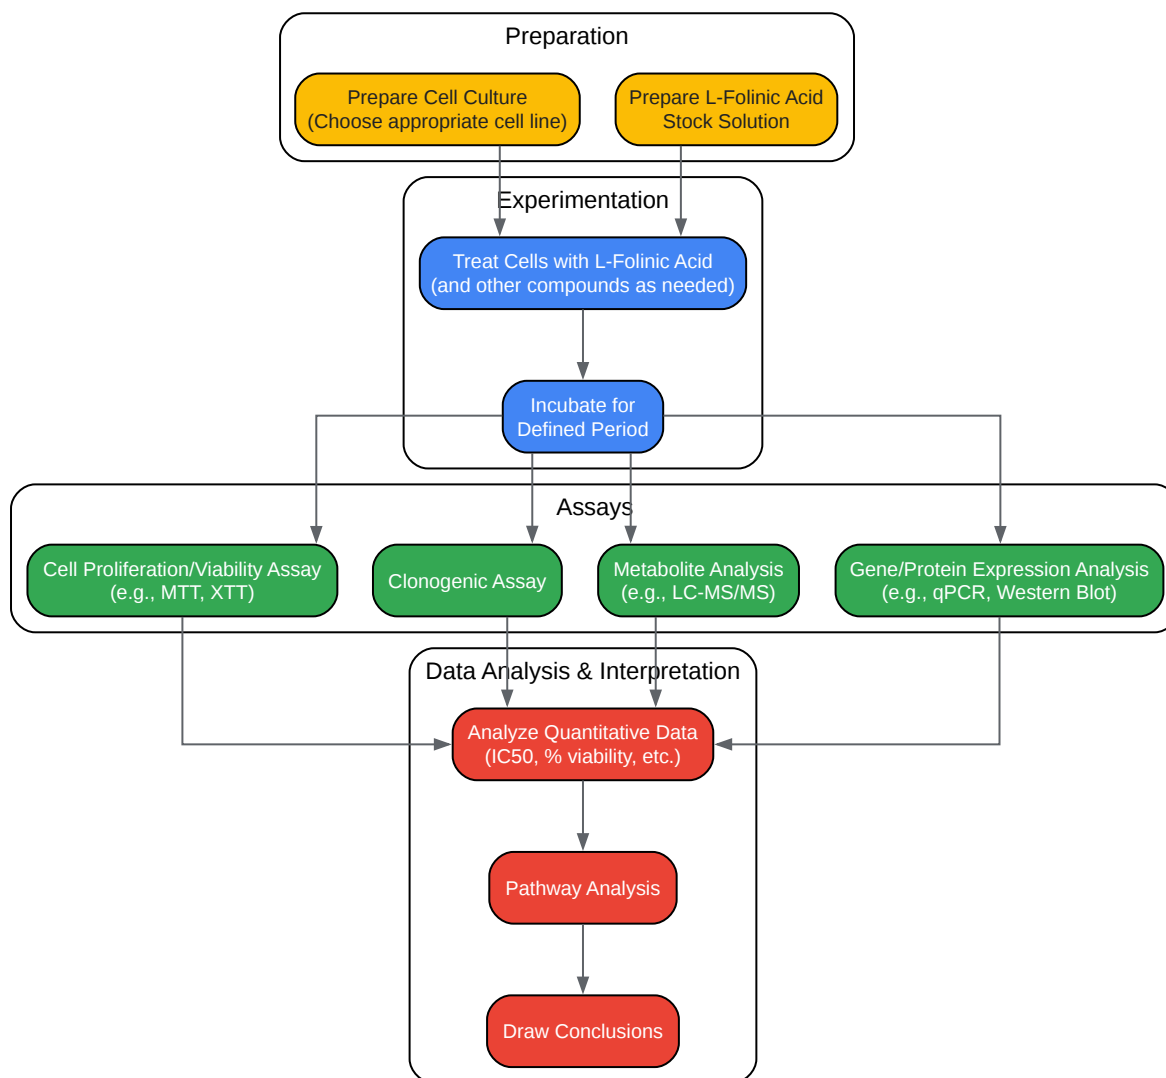 Preparation
Prepare Cell Culture
(Choose appropriate cell line)
Prepare L-Folinic Acid
Stock Solution
Experimentation
Treat Cells with L-Folinic Acid
(and other compounds as needed)
Incubate for
Defined Period
Assays
Cell Proliferation/Viability Assay
(e.g., MTT, XTT)
Clonogenic Assay
Metabolite Analysis
(e.g., LC-MS/MS)
Gene/Protein Expression Analysis
(e.g., qPCR, Western Blot)
Data Analysis & Interpretation
Analyze Quantitative Data
(IC50, % viability, etc.)
Pathway Analysis
Draw Conclusions